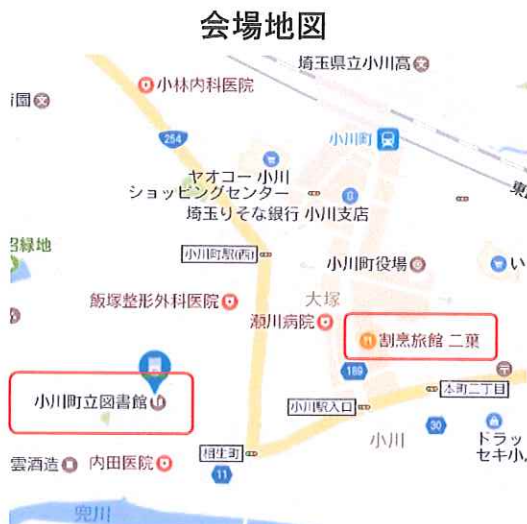 会場地図
埼玉県立小川高
小林内科医院
園
254
小川町
ヤオコー 小川
ショッピングセンター
埼玉りそな銀行 小川支店
沼緑地
小川町駅(西)
小川町役場
い
大塚
飯塚整形外科医院
瀬川病院
割烹旅館 二葉
189
小川町立図書館
本町二丁目
小川駅入口
小川
30
ドラッ
セキ小
雲酒造
内田医院
相生町
11
兜川